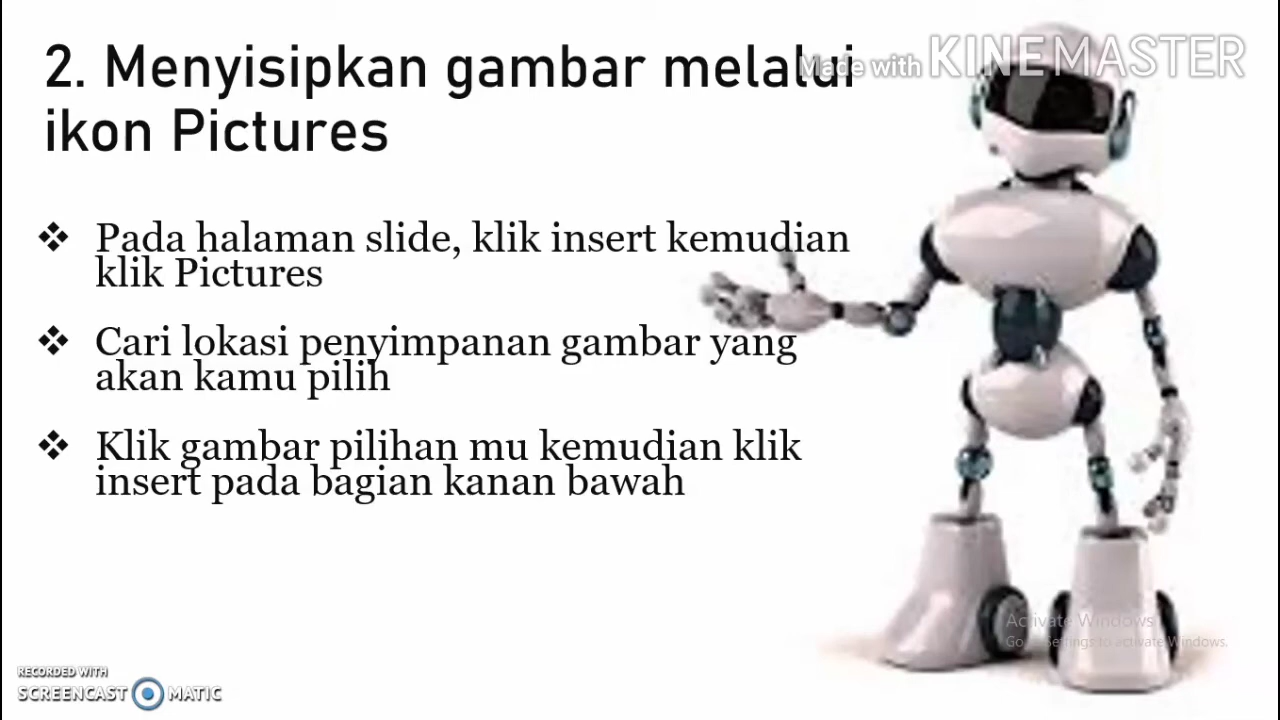 2. Menyisipkan gambar melalui
ikon Pictures
Made with KINEMASTER
Pada halaman slide, klik insert kemudian
klik Pictures
Cari lokasi penyimpanan gambar yang
akan kamu pilih
Klik gambar pilihan mu kemudian klik
insert pada bagian kanan bawah
Activate Windows
Go to Settings to activate Windows.
RECORDED WITH
SCREENCAST MATIC